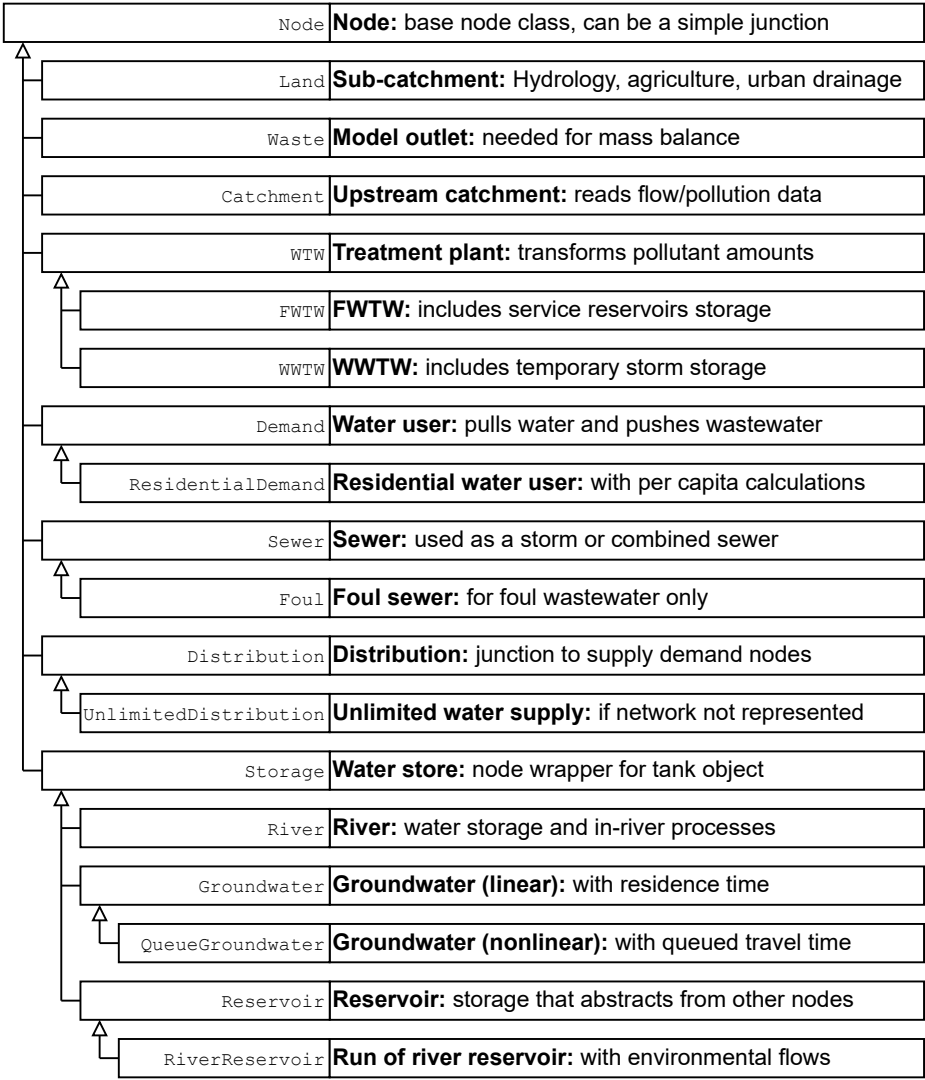 Node Node: base node class, can be a simple junction
Land Sub-catchment: Hydrology, agriculture, urban drainage
Waste Model outlet: needed for mass balance
Catchment Upstream catchment: reads flow/pollution data
WTW Treatment plant: transforms pollutant amounts
FWTW FWTW: includes service reservoirs storage
WWTW WWTW: includes temporary storm storage
Demand Water user: pulls water and pushes wastewater
ResidentialDemand Residential water user: with per capita calculations
Sewer Sewer: used as a storm or combined sewer
Foul Foul sewer: for foul wastewater only
Distribution Distribution: junction to supply demand nodes
UnlimitedDistribution Unlimited water supply: if network not represented
Storage Water store: node wrapper for tank object
River River: water storage and in-river processes
Groundwater Groundwater (linear): with residence time
QueueGroundwater Groundwater (nonlinear): with queued travel time
Reservoir Reservoir: storage that abstracts from other nodes
RiverReservoir Run of river reservoir: with environmental flows